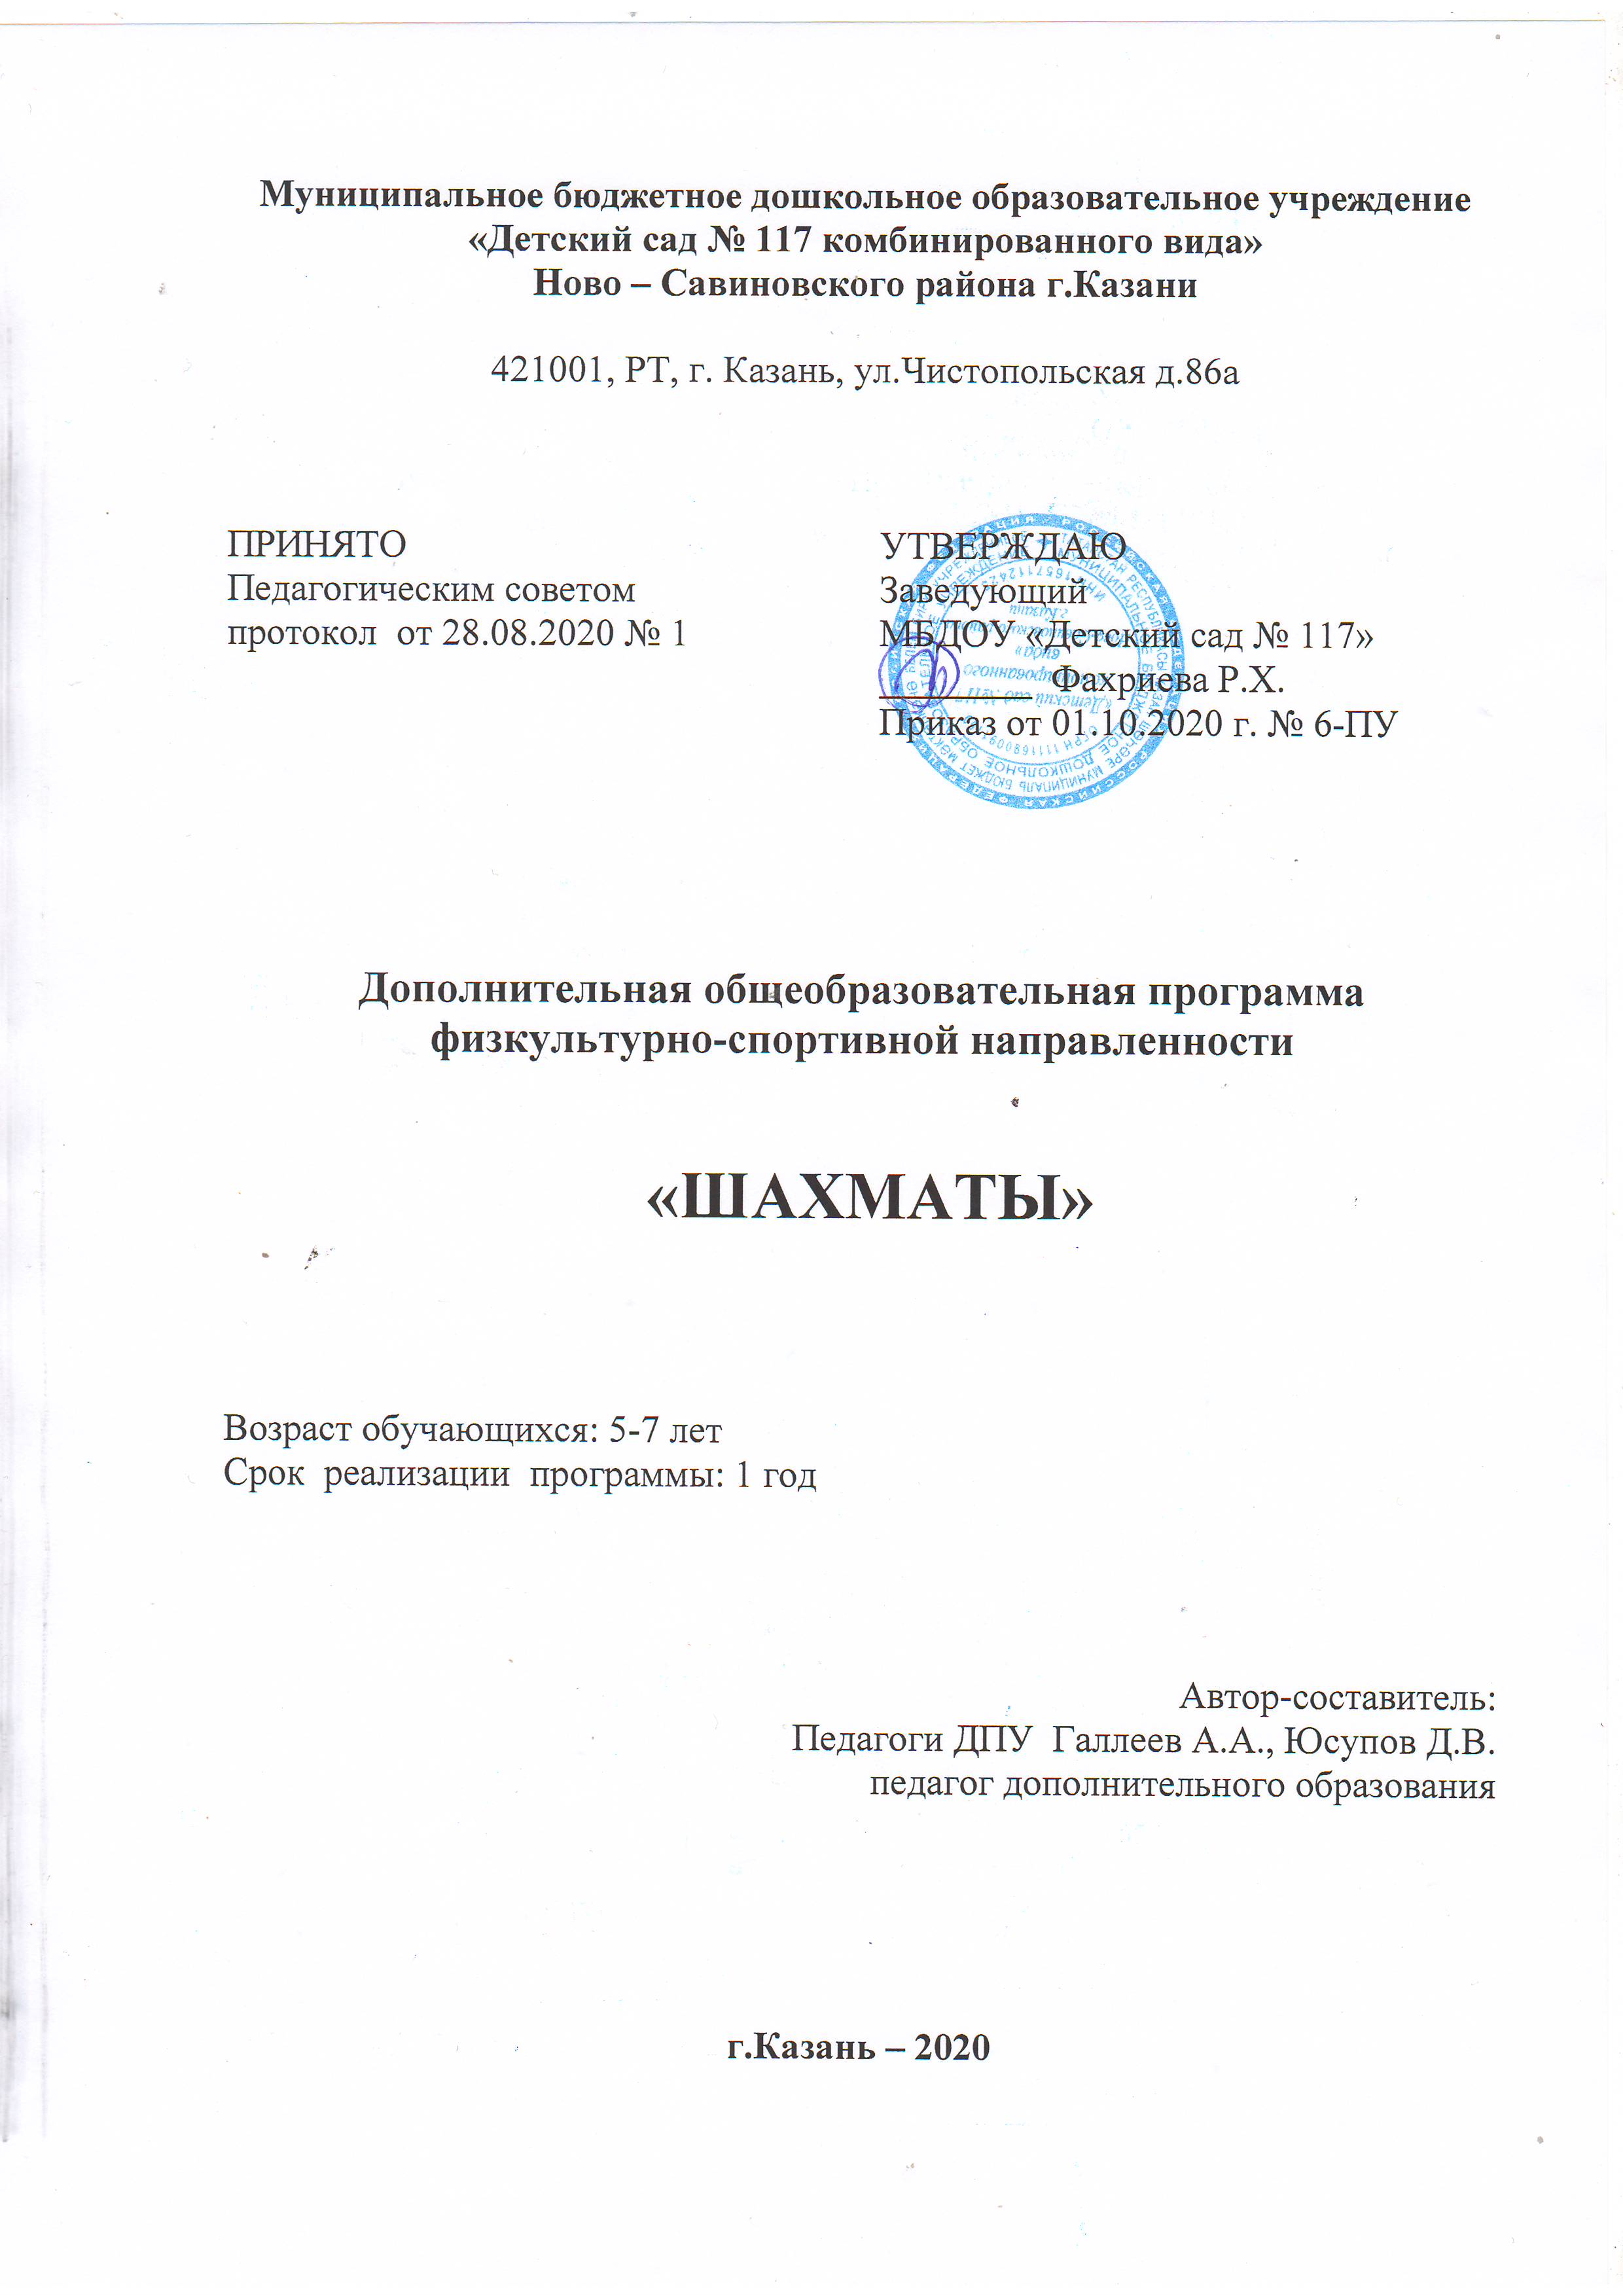 Муниципальное бюджетное дошкольное образовательное учреждение
«Детский сад № 117 комбинированного вида»
Ново – Савиновского района г.Казани
421001, РТ, г. Казань, ул.Чистопольская д.86а
ПРИНЯТО
Педагогическим советом
протокол от 28.08.2020 № 1
УТВЕРЖДАЮ
Заведующий
МБДОУ «Детский сад № 117»
Фахриева Р.Х.
Приказ от 01.10.2020 г. № 6-ПУ
Дополнительная общеобразовательная программа
физкультурно-спортивной направленности
«ШАХМАТЫ»
Возраст обучающихся: 5-7 лет
Срок реализации программы: 1 год
Автор-составитель:
Педагоги ДПУ Галлеев А.А., Юсупов Д.В.
педагог дополнительного образования
г.Казань – 2020